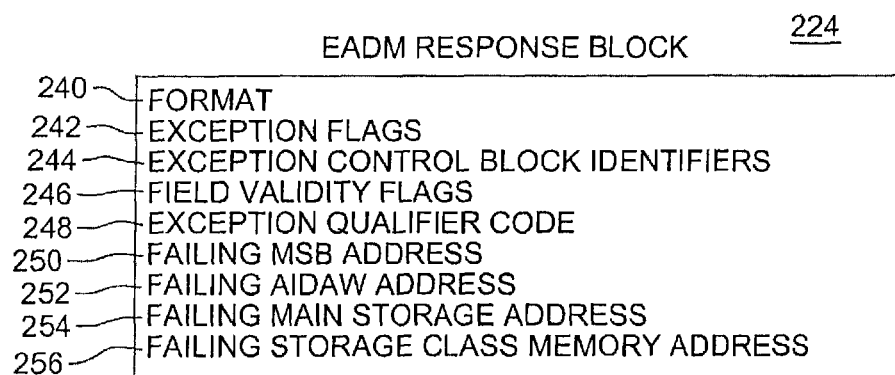 224
EADM RESPONSE BLOCK
240 FORMAT
242 EXCEPTION FLAGS
244 EXCEPTION CONTROL BLOCK IDENTIFIERS
246 FIELD VALIDITY FLAGS
248 EXCEPTION QUALIFIER CODE
250 FAILING MSB ADDRESS
252 FAILING AIDAW ADDRESS
254 FAILING MAIN STORAGE ADDRESS
256 FAILING STORAGE CLASS MEMORY ADDRESS